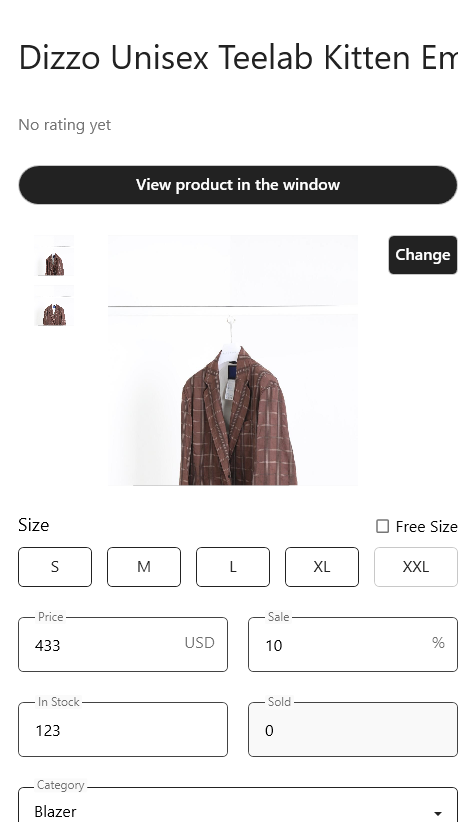 Dizzo Unisex Teelab Kitten Em
No rating yet
View product in the window
Change
Size
Free Size
S M L XL XXL
Price Sale
433 USD 10 %
In Stock Sold
123 0
Category
Blazer